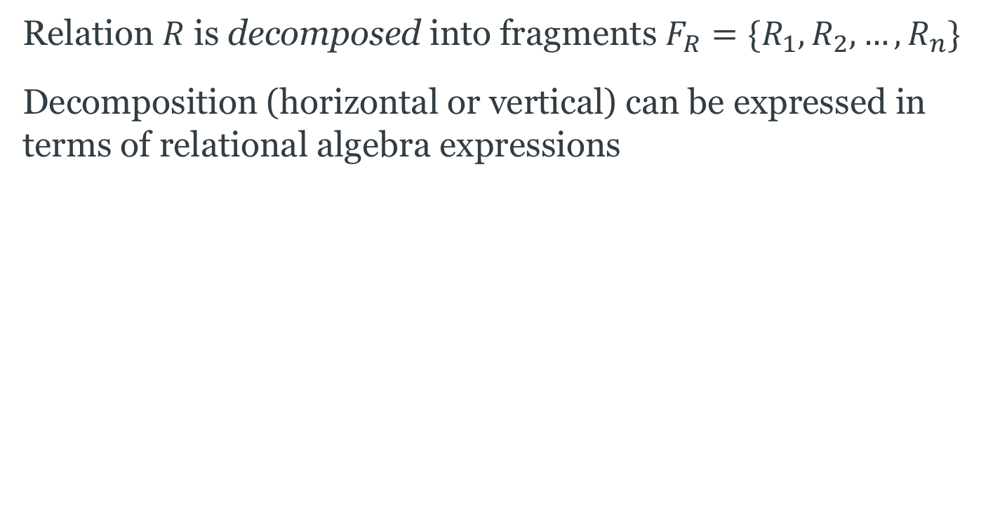 Relation R is decomposed into fragments F_R = {R_1, R_2, … , R_n}
Decomposition (horizontal or vertical) can be expressed in
terms of relational algebra expressions